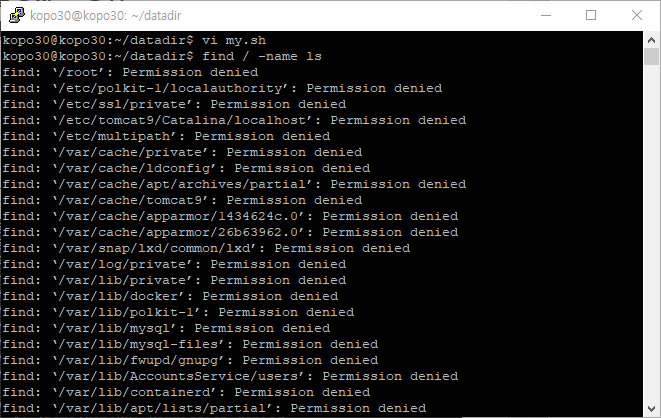 kopo30@kopo30: ~/datadir
kopo30@kopo30:~/datadir$ vi my.sh
kopo30@kopo30:~/datadir$ find / -name ls
find: ‘/root’: Permission denied
find: ‘/etc/polkit-1/localauthority’: Permission denied
find: ‘/etc/ssl/private’: Permission denied
find: ‘/etc/tomcat9/Catalina/localhost’: Permission denied
find: ‘/etc/multipath’: Permission denied
find: ‘/var/cache/private’: Permission denied
find: ‘/var/cache/ldconfig’: Permission denied
find: ‘/var/cache/apt/archives/partial’: Permission denied
find: ‘/var/cache/tomcat9’: Permission denied
find: ‘/var/cache/apparmor/1434624c.0’: Permission denied
find: ‘/var/cache/apparmor/26b63962.0’: Permission denied
find: ‘/var/snap/lxd/common/lxd’: Permission denied
find: ‘/var/log/private’: Permission denied
find: ‘/var/lib/private’: Permission denied
find: ‘/var/lib/docker’: Permission denied
find: ‘/var/lib/polkit-1’: Permission denied
find: ‘/var/lib/mysql’: Permission denied
find: ‘/var/lib/mysql-files’: Permission denied
find: ‘/var/lib/fwupd/gnupg’: Permission denied
find: ‘/var/lib/AccountsService/users’: Permission denied
find: ‘/var/lib/containerd’: Permission denied
find: ‘/var/lib/apt/lists/partial’: Permission denied